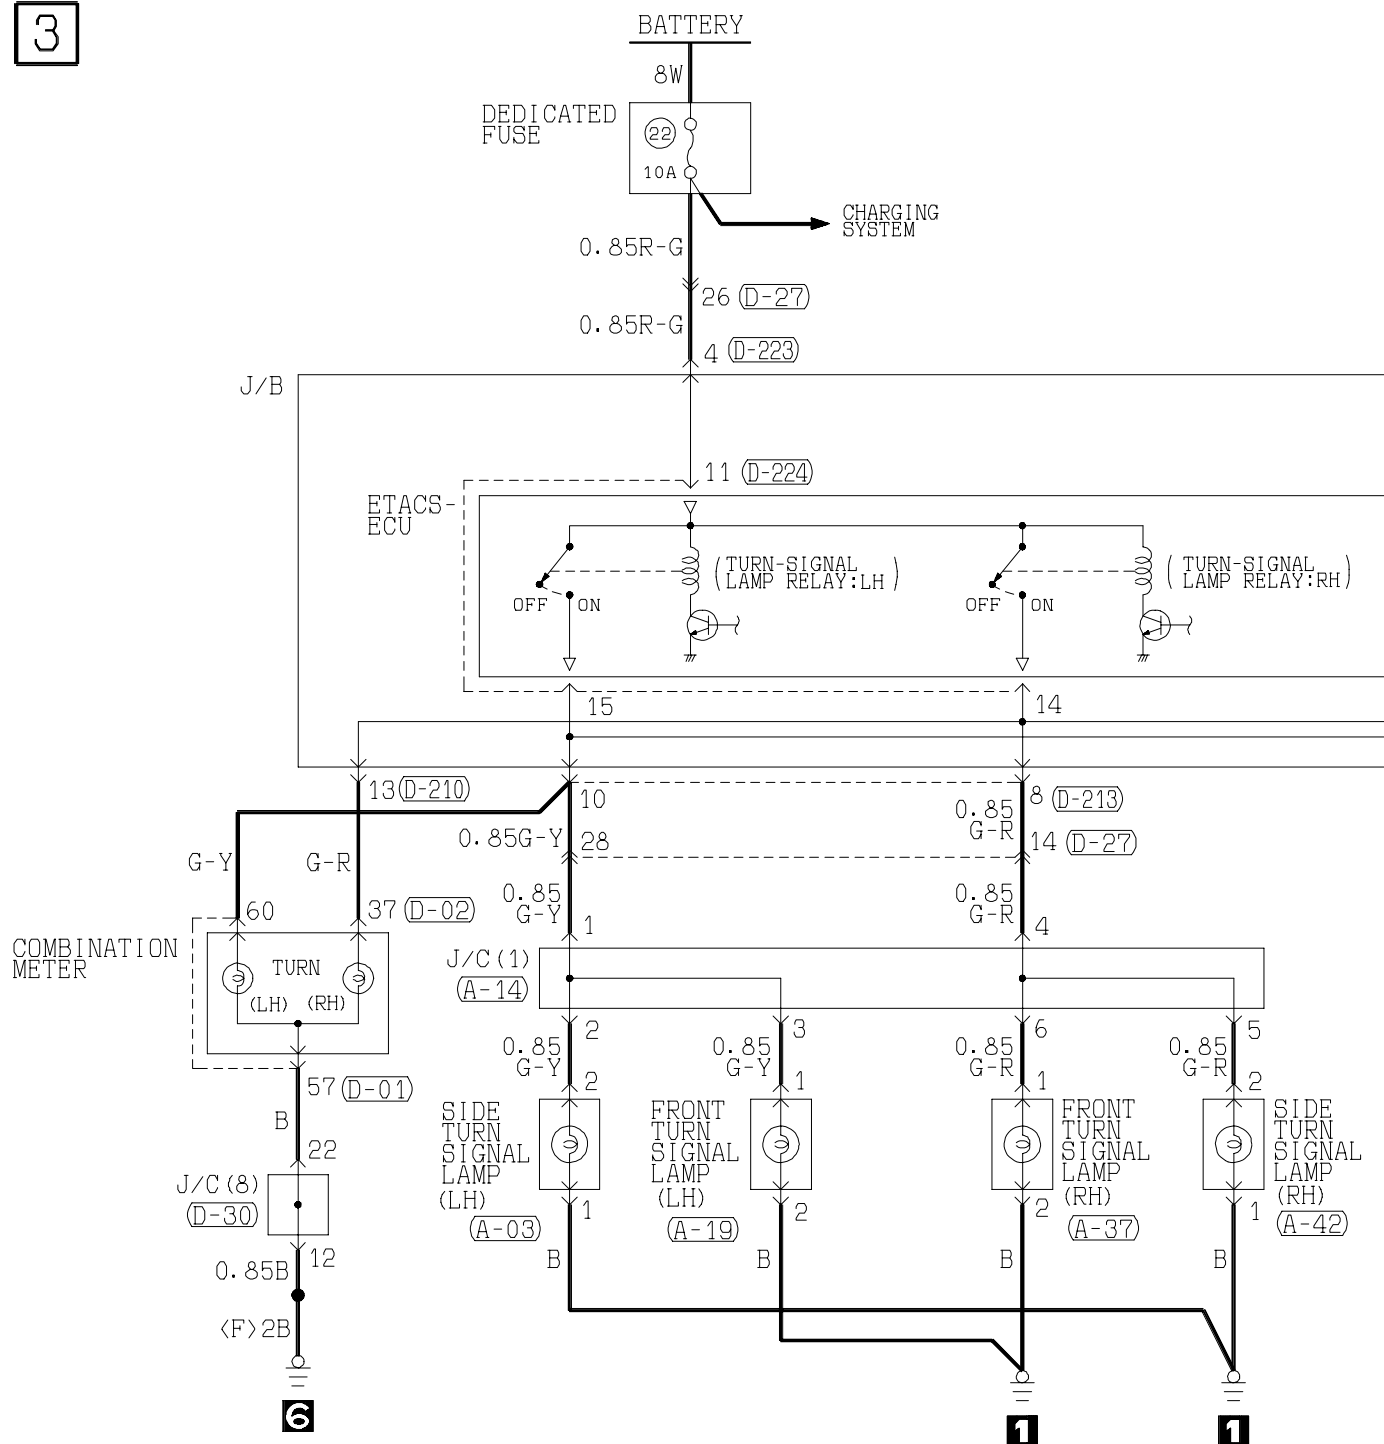 3
BATTERY
8W
DEDICATED
FUSE
22
10A
CHARGING
SYSTEM
0.85R-G
26 D-27
0.85R-G
4 D-223
J/B
11 D-224
ETACS-
ECU
(TURN-SIGNAL
LAMP RELAY:LH)
(TURN-SIGNAL
LAMP RELAY:RH)
OFF ON
OFF ON
15
14
13 D-210
10
8 D-213
0.85
G-R
0.85G-Y 28
14 D-27
G-Y
G-R
0.85
G-Y
0.85
G-R
60
37 D-02
1
4
COMBINATION
METER
TURN
(LH) (RH)
J/C(1)
A-14
2
3
6
5
0.85
G-Y
0.85
G-Y
0.85
G-R
0.85
G-R
2
1
1
2
57 D-01
B
22
SIDE
TURN
SIGNAL
LAMP
(LH)
A-03
FRONT
TURN
SIGNAL
LAMP
(LH)
A-19
FRONT
TURN
SIGNAL
LAMP
(RH)
A-37
SIDE
TURN
SIGNAL
LAMP
(RH)
A-42
J/C(8)
D-30
1
2
2
1
12
0.85B
B
B
B
B
<F>2B
6
1
1